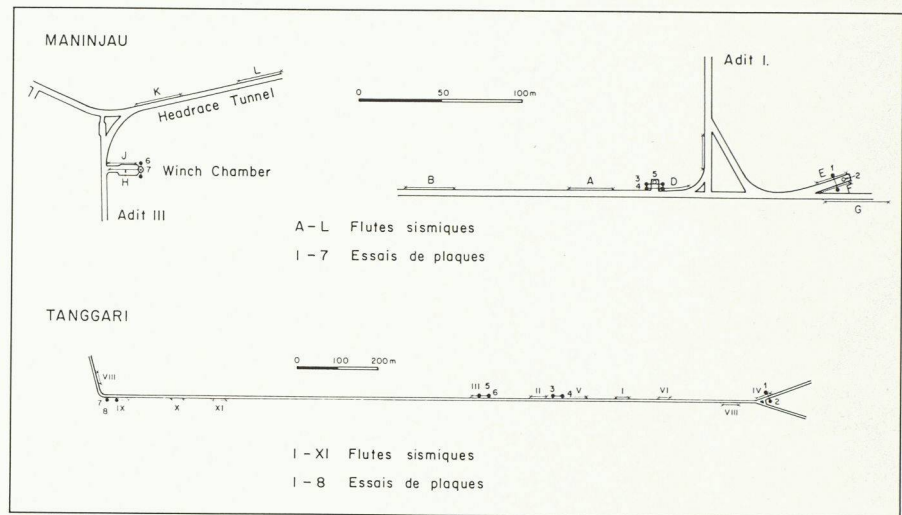 MANINJAU
Adit I.
L
K
Headrace Tunnel
0 50 100m
J
6
7
Winch Chamber
H
Adit III
B
A
3
4
5
D
E
1
2
F
G
A-L Flutes sismiques
I-7 Essais de plaques
TANGGARI
0 100 200m
VIII
7
8
IX
X
XI
III 5
6
II
3
4
V
I
VI
VIII
IV
1
2
I-XI Flutes sismiques
I-8 Essais de plaques